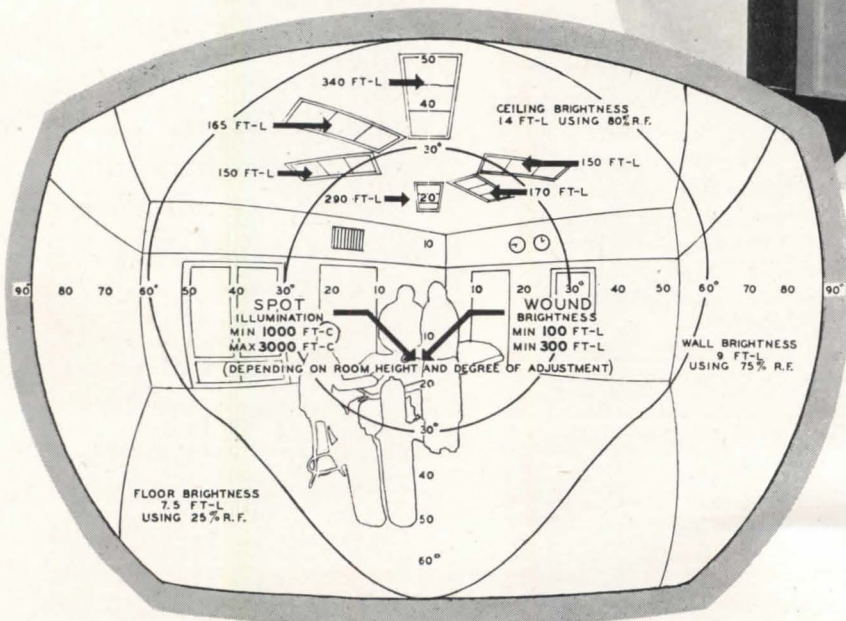 50
340 FT-L
40
CEILING BRIGHTNESS
14 FT-L USING 80% R.F.
165 FT-L
30°
150 FT-L
150 FT-L
170 FT-L
290 FT-L
20
10
90° 80 70 60° 50 40 30° 20 10 10 20 30° 40 50 60° 70 80 90°
SPOT
ILLUMINATION
MIN 1000 FT-C
MAX 3000 FT-C
WOUND
BRIGHTNESS
MIN 100 FT-L
MIN 300 FT-L
10
(DEPENDING ON ROOM HEIGHT AND DEGREE OF ADJUSTMENT)
WALL BRIGHTNESS
9 FT-L
USING 75% R.F.
20
30°
40
50
60°
FLOOR BRIGHTNESS
7.5 FT-L
USING 25% R.F.